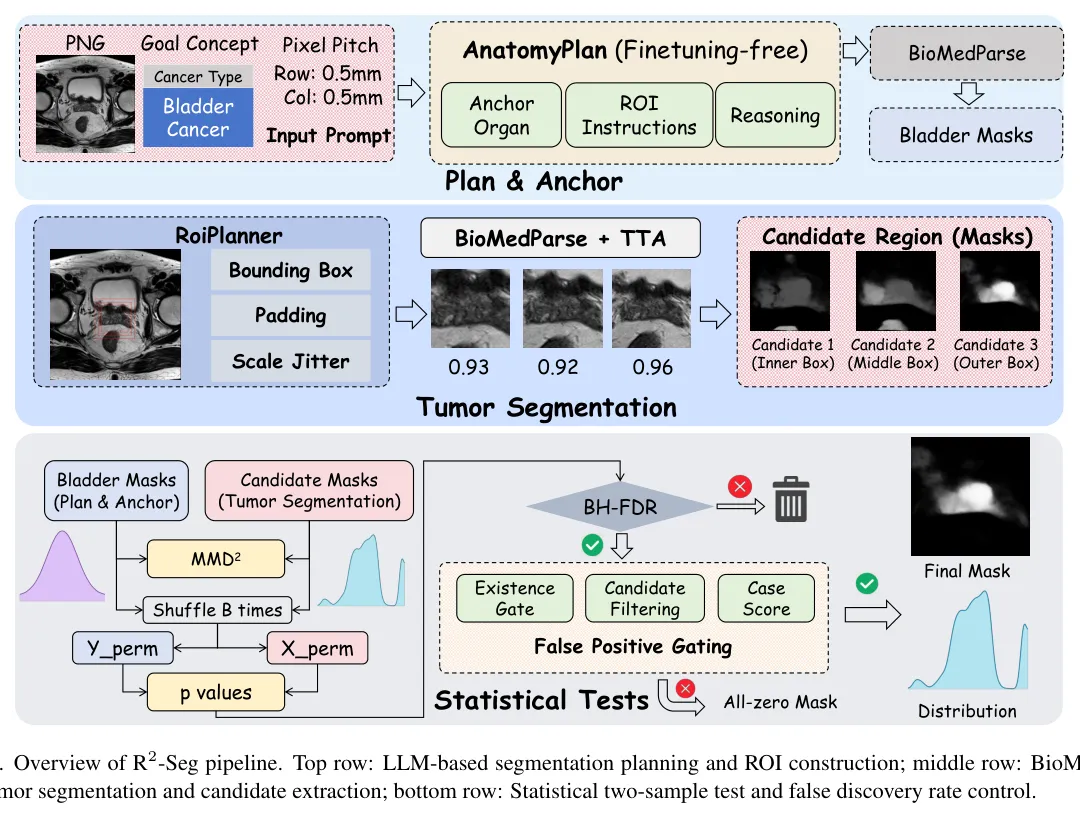 PNG
Goal Concept
Cancer Type
Bladder
Cancer
Pixel Pitch
Row: 0.5mm
Col: 0.5mm
Input Prompt
AnatomyPlan (Finetuning-free)
Anchor
Organ
ROI
Instructions
Reasoning
BioMedParse
Bladder Masks
Plan & Anchor
RoiPlanner
Bounding Box
Padding
Scale Jitter
BioMedParse + TTA
0.93
0.92
0.96
Candidate Region (Masks)
Candidate 1
(Inner Box)
Candidate 2
(Middle Box)
Candidate 3
(Outer Box)
Tumor Segmentation
Bladder Masks
(Plan & Anchor)
Candidate Masks
(Tumor Segmentation)
MMD²
Shuffle B times
Y_perm
X_perm
p values
BH-FDR
Existence
Gate
Candidate
Filtering
Case
Score
False Positive Gating
Statistical Tests
All-zero Mask
Final Mask
Distribution
. Overview of R²-Seg pipeline. Top row: LLM-based segmentation planning and ROI construction; middle row: BioM
mor segmentation and candidate extraction; bottom row: Statistical two-sample test and false discovery rate control.